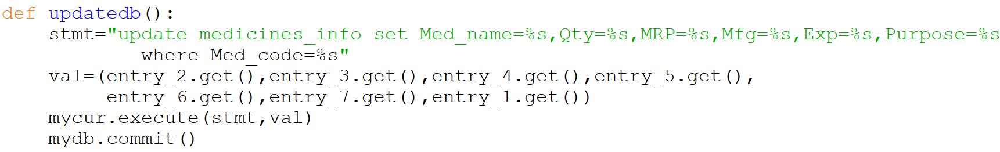 def updatedb():
    stmt="update medicines_info set Med_name=%s,Qty=%s,MRP=%s,Mfg=%s,Exp=%s,Purpose=%s
            where Med_code=%s"
    val=(entry_2.get(),entry_3.get(),entry_4.get(),entry_5.get(),
         entry_6.get(),entry_7.get(),entry_1.get())
    mycur.execute(stmt,val)
    mydb.commit()